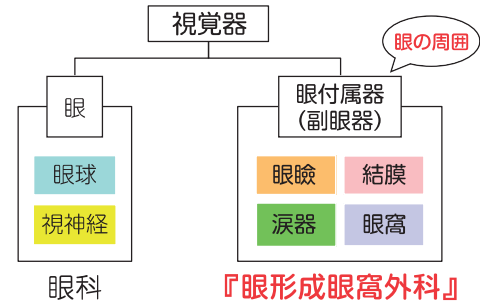 視覚器
眼の周囲
眼
眼付属器
（副眼器）
眼球
視神経
眼瞼
結膜
涙器
眼窩
眼科
『眼形成眼窩外科』